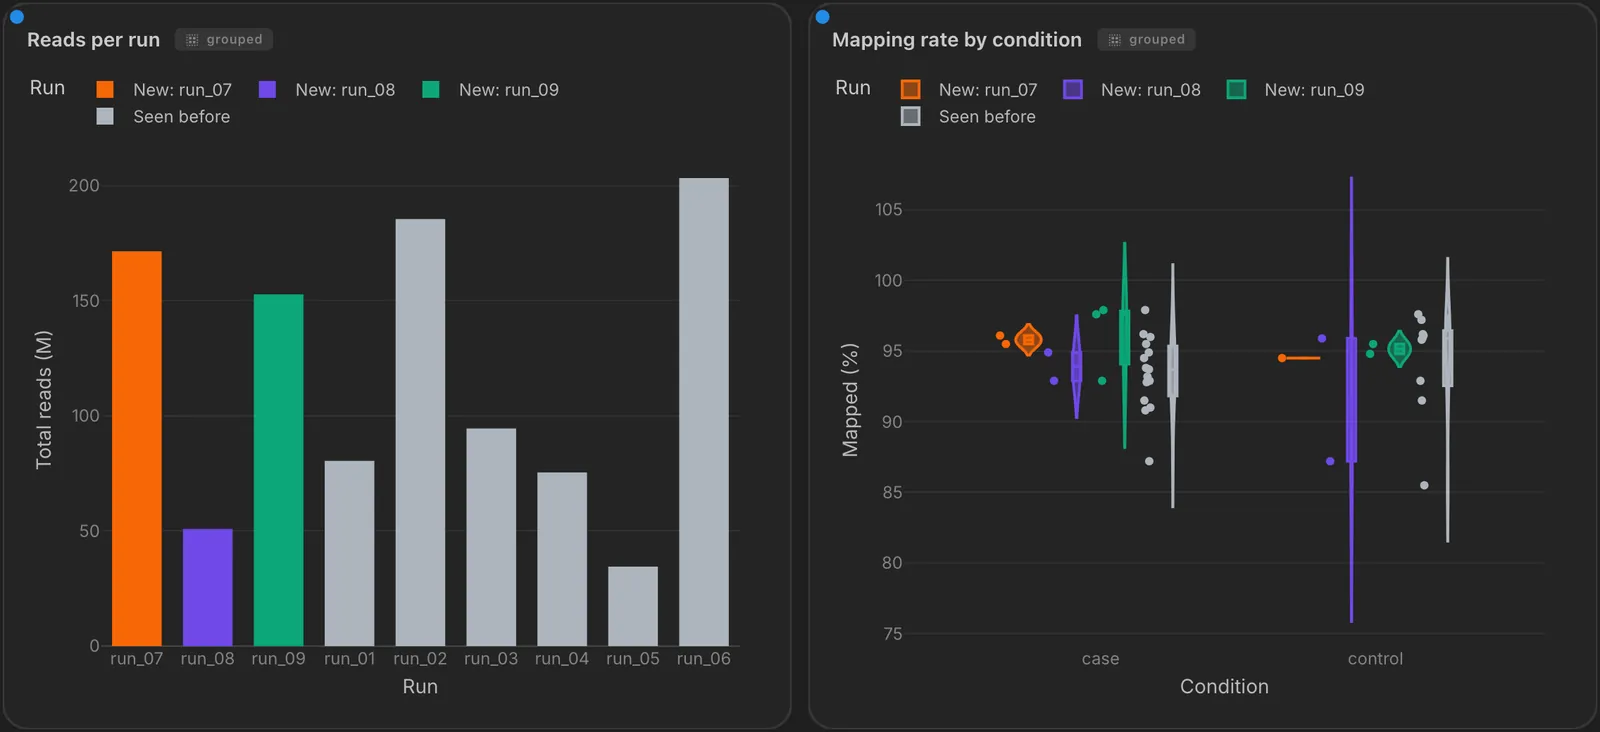 Reads per run grouped
Run New: run_07 New: run_08 New: run_09
Seen before
200
150
100
50
0
Total reads (M)
run_07 run_08 run_09 run_01 run_02 run_03 run_04 run_05 run_06
Run
Mapping rate by condition grouped
Run New: run_07 New: run_08 New: run_09
Seen before
105
100
95
90
85
80
75
Mapped (%)
case control
Condition